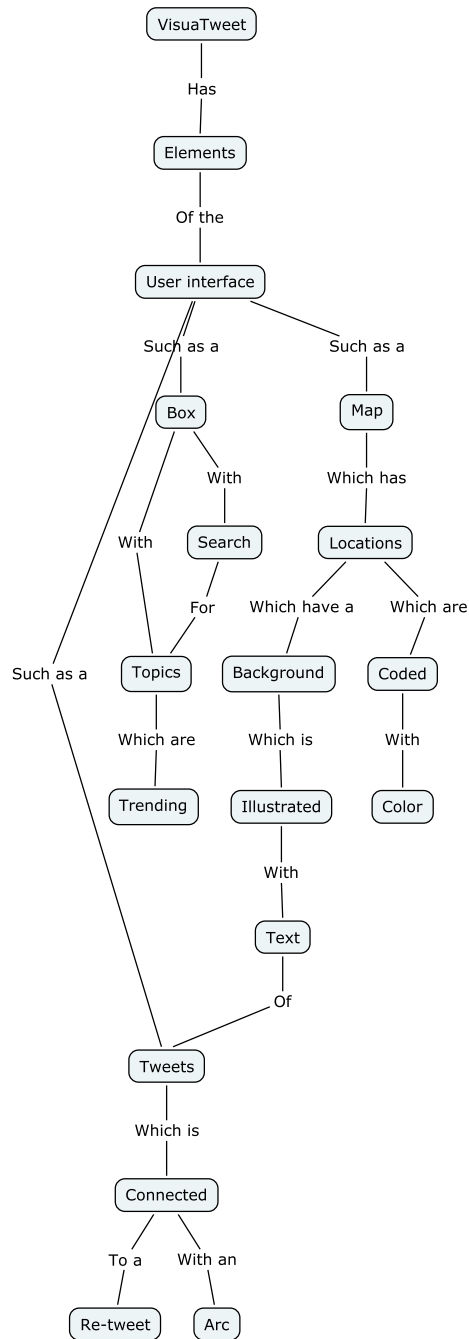 VisuaTweet
Has
Elements
Of the
User interface
Such as a
Such as a
Box
Map
With
Which has
With
Search
Locations
For
Which have a
Which are
Such as a
Topics
Background
Coded
Which are
Which is
With
Trending
Illustrated
Color
With
Text
Of
Tweets
Which is
Connected
To a
With an
Re-tweet
Arc